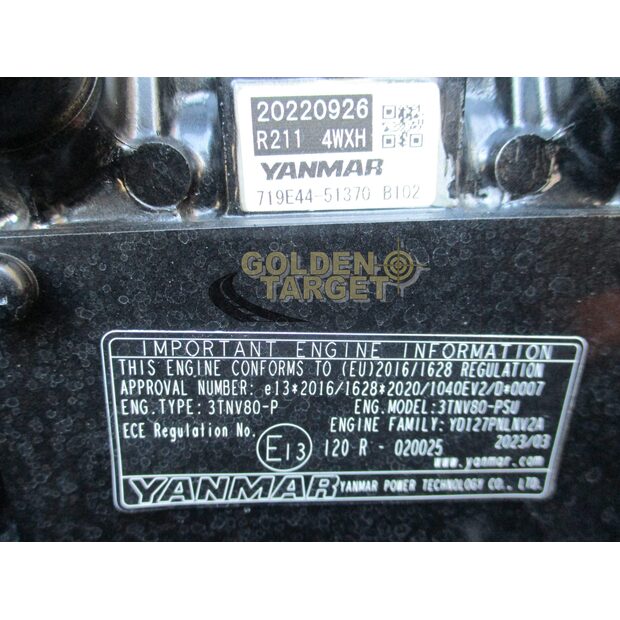 20220926
R211 4WXH
YANMAR
719E44-51370 B102
GOLDEN
TARGET
IMPORTANT ENGINE INFORMATION
THIS ENGINE CONFORMS TO (EU)2016/1628 REGULATION
APPROVAL NUMBER: e13*2016/1628*2020/1040EV2/D*0007
ENG.TYPE: 3TNV80-P ENG.MODEL:3TNV80-PSU
ENGINE FAMILY: YD127PNLNV2A
ECE Regulation No. E13 120 R - 020025 2023/03
www.yanmar.com
YANMAR YANMAR POWER TECHNOLOGY CO., LTD.